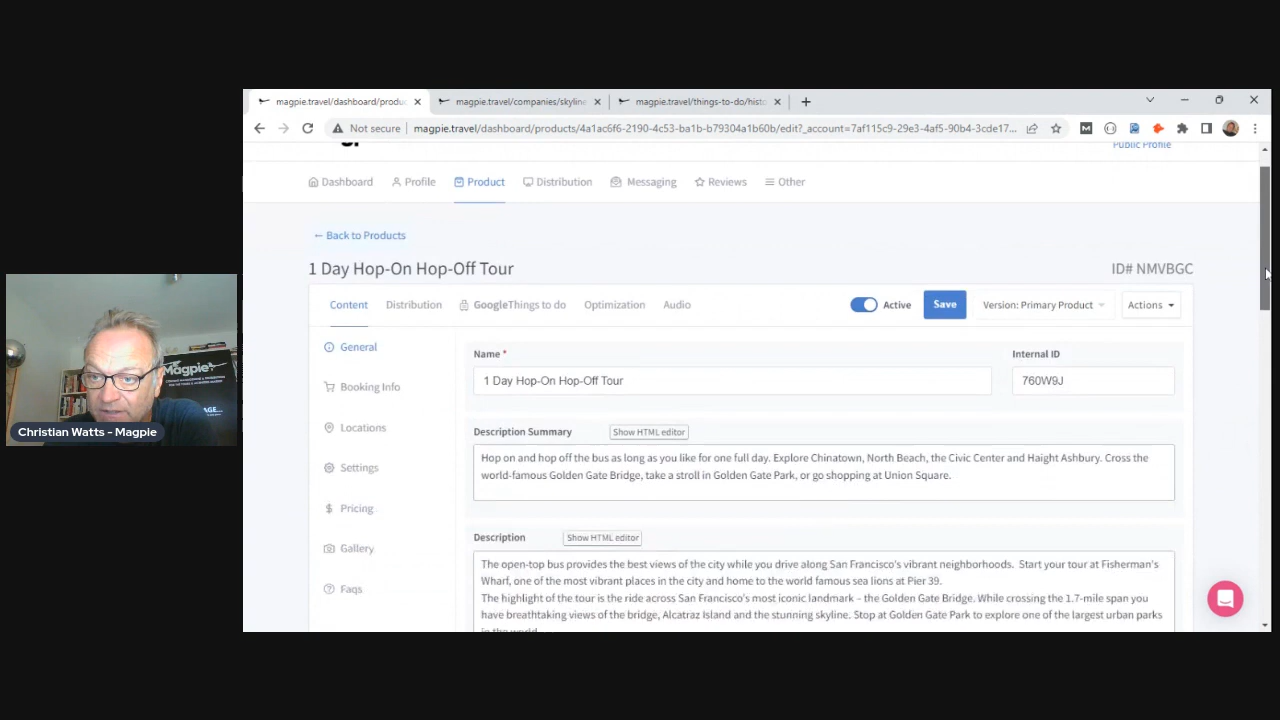 magpie.travel/dashboard/produc
magpie.travel/companies/skyline
magpie.travel/things-to-do/histo
Not secure
magpie.travel/dashboard/products/4a1ac6f6-2190-4c53-ba1b-b79304a1b60b/edit?_account=7af115c9-29e3-4af5-90b4-3cde17...
Public Profile
Dashboard Profile Product Distribution Messaging Reviews Other
← Back to Products
1 Day Hop-On Hop-Off Tour
ID# NMVBGC
Content Distribution GoogleThings to do Optimization Audio
Active Save Version: Primary Product Actions
General
Booking Info
Locations
Settings
Pricing
Gallery
Faqs
Name *
Internal ID
1 Day Hop-On Hop-Off Tour
760W9J
Description Summary
Show HTML editor
Hop on and hop off the bus as long as you like for one full day. Explore Chinatown, North Beach, the Civic Center and Haight Ashbury. Cross the
world-famous Golden Gate Bridge, take a stroll in Golden Gate Park, or go shopping at Union Square.
Description
Show HTML editor
The open-top bus provides the best views of the city while you drive along San Francisco's vibrant neighborhoods. Start your tour at Fisherman's
Wharf, one of the most vibrant places in the city and home to the world famous sea lions at Pier 39.
The highlight of the tour is the ride across San Francisco's most iconic landmark – the Golden Gate Bridge. While crossing the 1.7-mile span you
have breathtaking views of the bridge, Alcatraz Island and the stunning skyline. Stop at Golden Gate Park to explore one of the largest urban parks
in the world.
Magpie
Christian Watts - Magpie